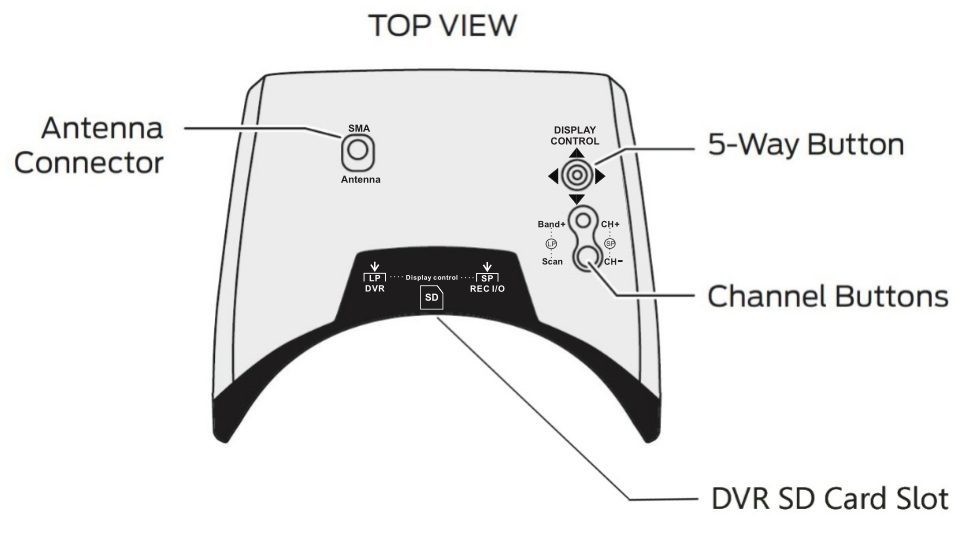 TOP VIEW
Antenna
Connector
SMA
Antenna
DISPLAY
CONTROL
5-Way Button
Band+
CH+
LP
SP
Scan
CH-
Channel Buttons
LP ···· Display control ···· SP
DVR
REC I/O
SD
DVR SD Card Slot